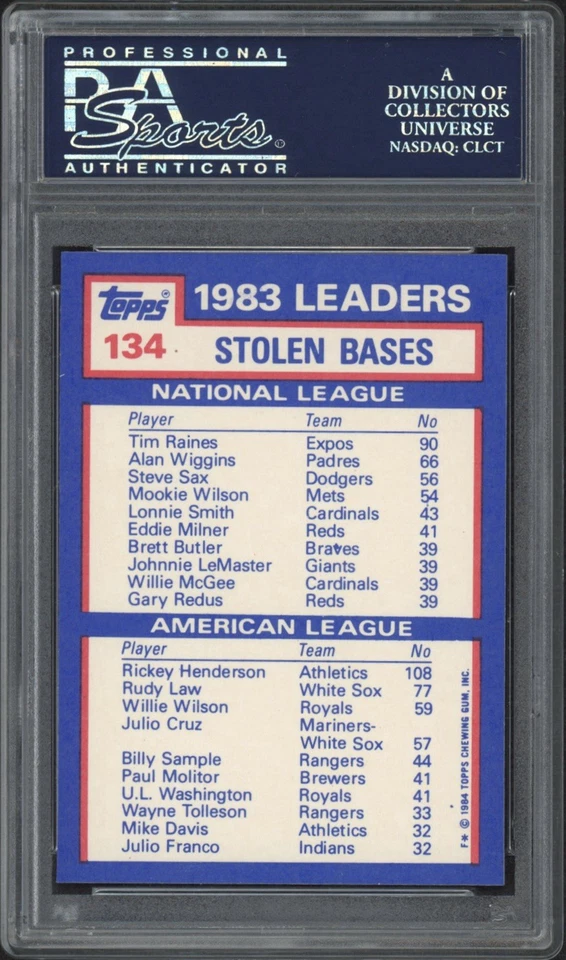 PROFESSIONAL
PSA
Sports
AUTHENTICATOR
A
DIVISION OF
COLLECTORS
UNIVERSE
NASDAQ: CLCT
Topps® 1983 LEADERS
134 STOLEN BASES
NATIONAL LEAGUE
Player Team No
Tim Raines Expos 90
Alan Wiggins Padres 66
Steve Sax Dodgers 56
Mookie Wilson Mets 54
Lonnie Smith Cardinals 43
Eddie Milner Reds 41
Brett Butler Braves 39
Johnnie LeMaster Giants 39
Willie McGee Cardinals 39
Gary Redus Reds 39
AMERICAN LEAGUE
Player Team No
Rickey Henderson Athletics 108
Rudy Law White Sox 77
Willie Wilson Royals 59
Julio Cruz Mariners-
White Sox 57
Billy Sample Rangers 44
Paul Molitor Brewers 41
U.L. Washington Royals 41
Wayne Tolleson Rangers 33
Mike Davis Athletics 32
Julio Franco Indians 32
F* © 1984 TOPPS CHEWING GUM, INC.